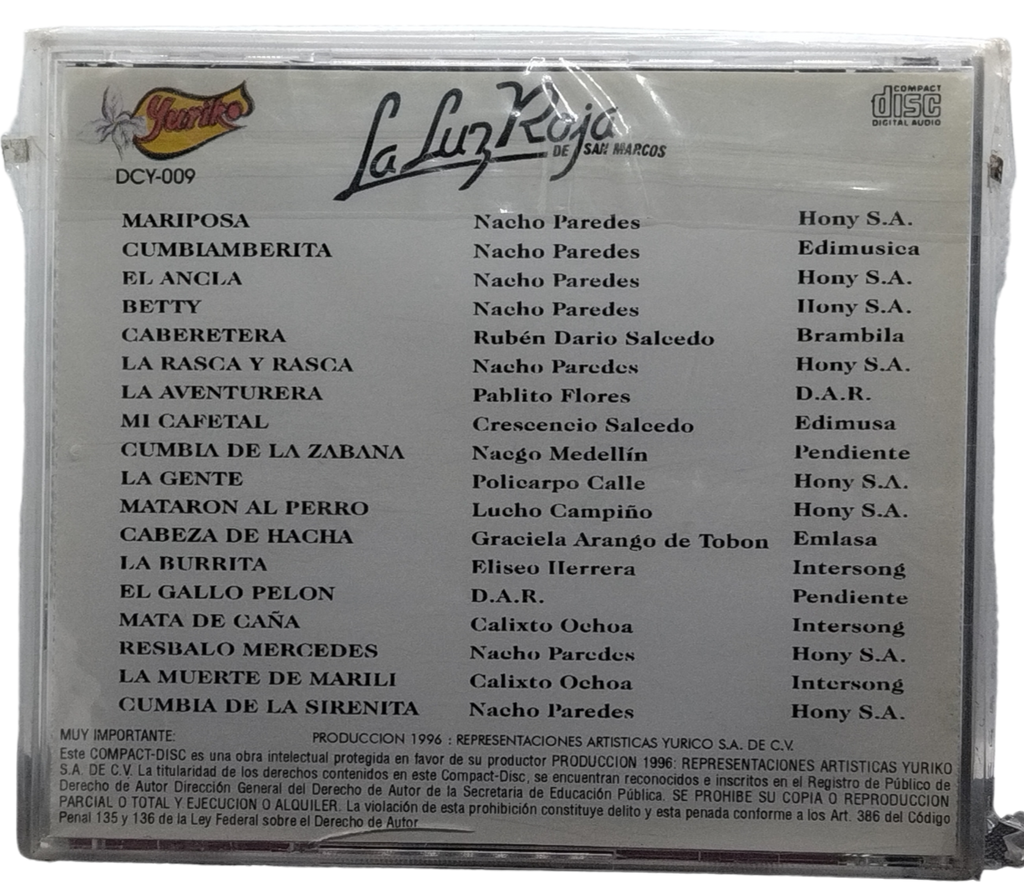 Yuriko
La Luz Roja
DE SAN MARCOS
COMPACT
disc
DIGITAL AUDIO
DCY-009
MARIPOSA Nacho Paredes Hony S.A.
CUMBIAMBERITA Nacho Paredes Edimusica
EL ANCLA Nacho Paredes Hony S.A.
BETTY Nacho Paredes Hony S.A.
CABERETERA Rubén Dario Salcedo Brambila
LA RASCA Y RASCA Nacho Paredes Hony S.A.
LA AVENTURERA Pablito Flores D.A.R.
MI CAFETAL Crescencio Salcedo Edimusa
CUMBIA DE LA ZABANA Nacgo Medellín Pendiente
LA GENTE Policarpo Calle Hony S.A.
MATARON AL PERRO Lucho Campiño Hony S.A.
CABEZA DE HACHA Graciela Arango de Tobon Emlasa
LA BURRITA Eliseo Herrera Intersong
EL GALLO PELON D.A.R. Pendiente
MATA DE CAÑA Calixto Ochoa Intersong
RESBALO MERCEDES Nacho Paredes Hony S.A.
LA MUERTE DE MARILI Calixto Ochoa Intersong
CUMBIA DE LA SIRENITA Nacho Paredes Hony S.A.
MUY IMPORTANTE: PRODUCCION 1996 : REPRESENTACIONES ARTISTICAS YURICO S.A. DE C.V.
Este COMPACT-DISC es una obra intelectual protegida en favor de su productor PRODUCCION 1996: REPRESENTACIONES ARTISTICAS YURIKO
S.A. DE C.V. La titularidad de los derechos contenidos en este Compact-Disc, se encuentran reconocidos e inscritos en el Registro de Público de
Derecho de Autor Dirección General del Derecho de Autor de la Secretaria de Educación Pública. SE PROHIBE SU COPIA O REPRODUCCION
PARCIAL O TOTAL Y EJECUCION O ALQUILER. La violación de esta prohibición constituye delito y esta penada conforme a los Art. 386 del Código
Penal 135 y 136 de la Ley Federal sobre el Derecho de Autor